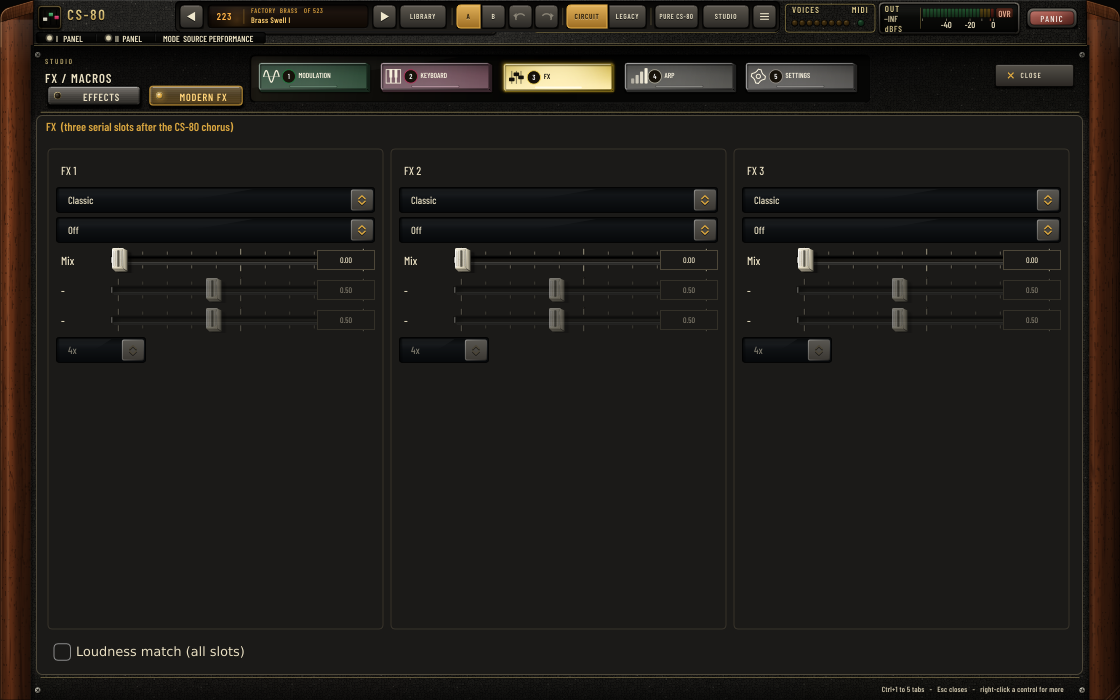 CS-80
223
FACTORY BRASS OF 523
Brass Swell I
LIBRARY
A
B
CIRCUIT
LEGACY
PURE CS-80
STUDIO
VOICES
MIDI
OUT
-INF
dBFS
-40
-20
0
OVR
PANIC
I PANEL
II PANEL
MODE SOURCE PERFORMANCE
STUDIO
FX / MACROS
EFFECTS
MODERN FX
1 MODULATION
2 KEYBOARD
3 FX
4 ARP
5 SETTINGS
CLOSE
FX (three serial slots after the CS-80 chorus)
FX 1
Classic
Off
Mix
0.00
-
0.50
-
0.50
4x
FX 2
Classic
Off
Mix
0.00
-
0.50
-
0.50
4x
FX 3
Classic
Off
Mix
0.00
-
0.50
-
0.50
4x
Loudness match (all slots)
Ctrl+1 to 5 tabs - Esc closes - right-click a control for more